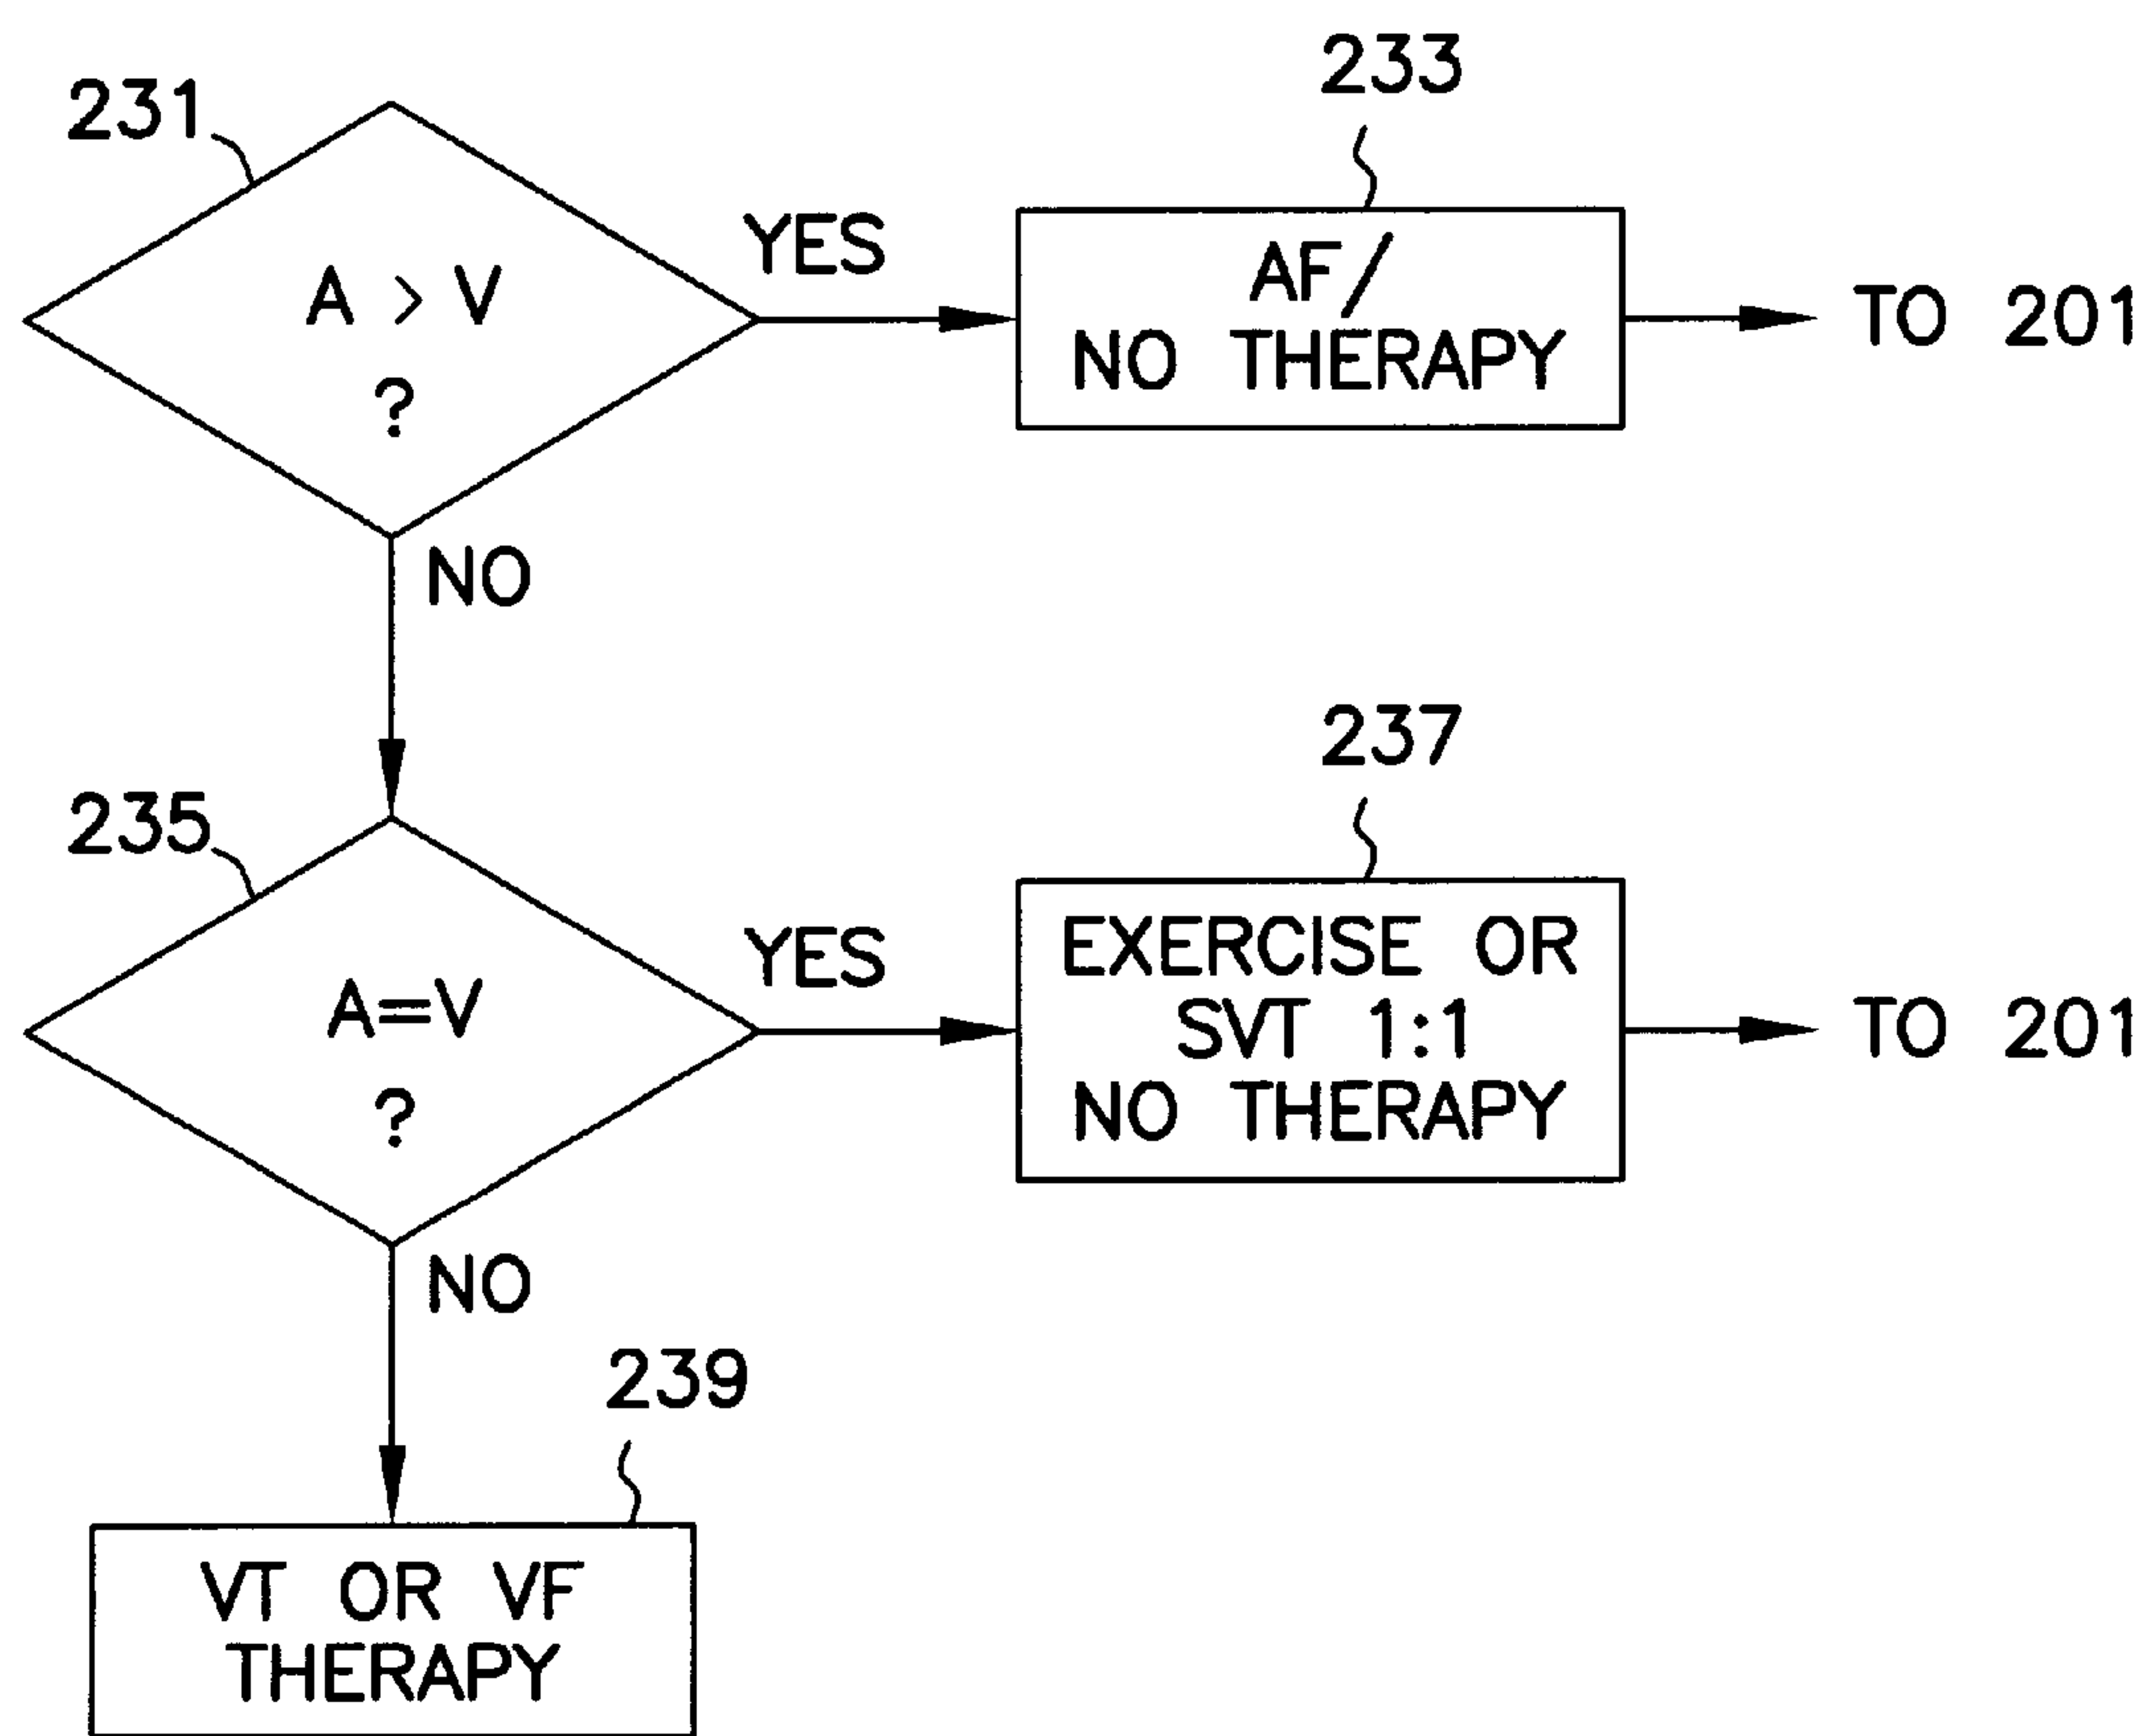 231
A > V
?
YES
233
AF/
NO THERAPY
TO 201
NO
235
A=V
?
YES
237
EXERCISE OR
SVT 1:1
NO THERAPY
TO 201
NO
239
VT OR VF
THERAPY